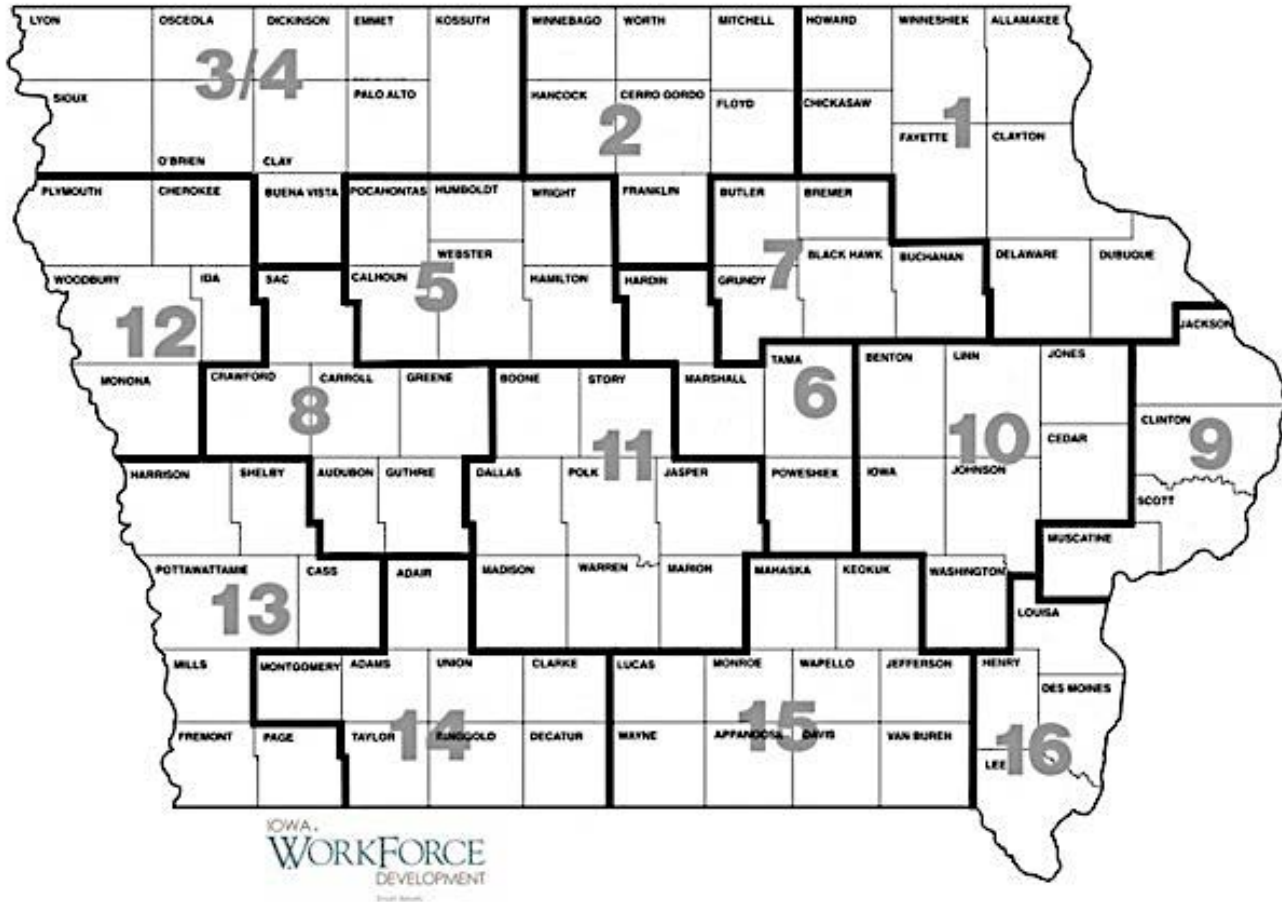 LYON OSCEOLA DICKINSON EMMET KOSSUTH WINNEBAGO WORTH MITCHELL HOWARD WINNESHIEK ALLAMAKEE
3/4
SIOUX PALO ALTO HANCOCK CERRO GORDO FLOYD CHICKASAW
2 1
FAYETTE CLAYTON
O'BRIEN CLAY
PLYMOUTH CHEROKEE BUENA VISTA POCAHONTAS HUMBOLDT WRIGHT FRANKLIN BUTLER BREMER
7
WEBSTER BLACK HAWK BUCHANAN DELAWARE DUBUQUE
WOODBURY IDA SAC CALHOUN HAMILTON HARDIN GRUNDY
5
12 JACKSON
MONONA CRAWFORD CARROLL GREENE BOONE STORY MARSHALL TAMA BENTON LINN JONES
8 6
11 10 9
CLINTON
CEDAR
HARRISON SHELBY AUDUBON GUTHRIE DALLAS POLK JASPER POWESHIEK IOWA JOHNSON
SCOTT
MUSCATINE
POTTAWATTAMIE CASS ADAIR MADISON WARREN MARION MAHASKA KEOKUK WASHINGTON
13
LOUISA
MILLS MONTGOMERY ADAMS UNION CLARKE LUCAS MONROE WAPELLO JEFFERSON HENRY
DES MOINES
14 15 16
FREMONT PAGE TAYLOR RINGGOLD DECATUR WAYNE APPANOOSE DAVIS VAN BUREN
LEE
IOWA
WORKFORCE
DEVELOPMENT